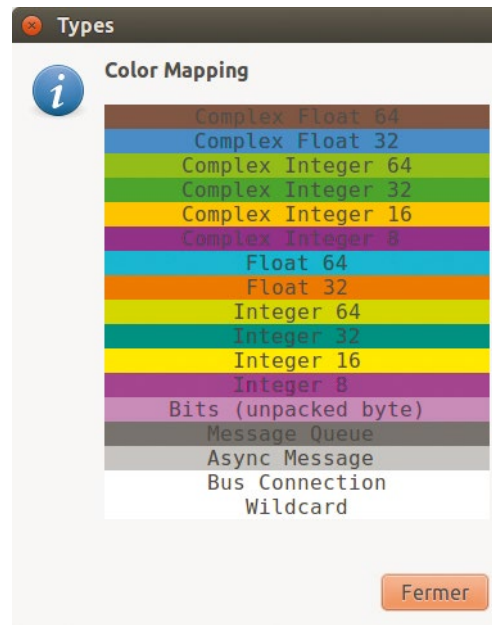 Types
Color Mapping
Complex Float 64
Complex Float 32
Complex Integer 64
Complex Integer 32
Complex Integer 16
Complex Integer 8
Float 64
Float 32
Integer 64
Integer 32
Integer 16
Integer 8
Bits (unpacked byte)
Message Queue
Async Message
Bus Connection
Wildcard
Fermer